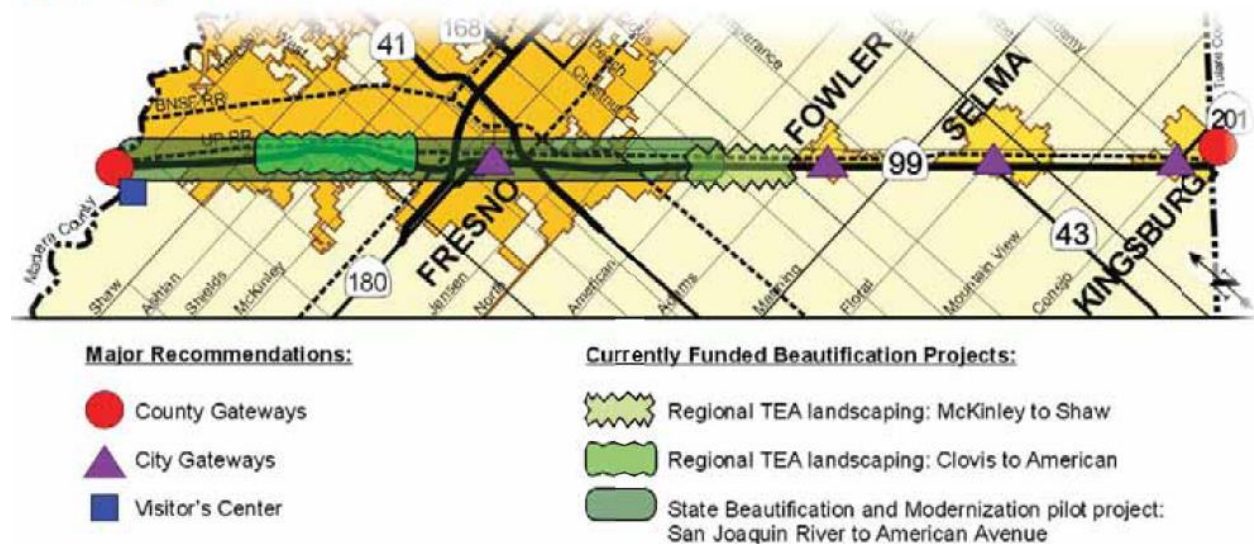 168
41
BNSF RR
UP RR
Chestnut
FOWLER
SELMA
201
99
Madera County
FRESNO
180
43
KINGSBURG
Shaw
Ashlan
Shields
McKinley
Jensen
North
American
Adams
Manning
Floral
Mountain View
Conejo
N
Major Recommendations:
County Gateways
City Gateways
Visitor's Center
Currently Funded Beautification Projects:
Regional TEA landscaping: McKinley to Shaw
Regional TEA landscaping: Clovis to American
State Beautification and Modernization pilot project:
San Joaquin River to American Avenue